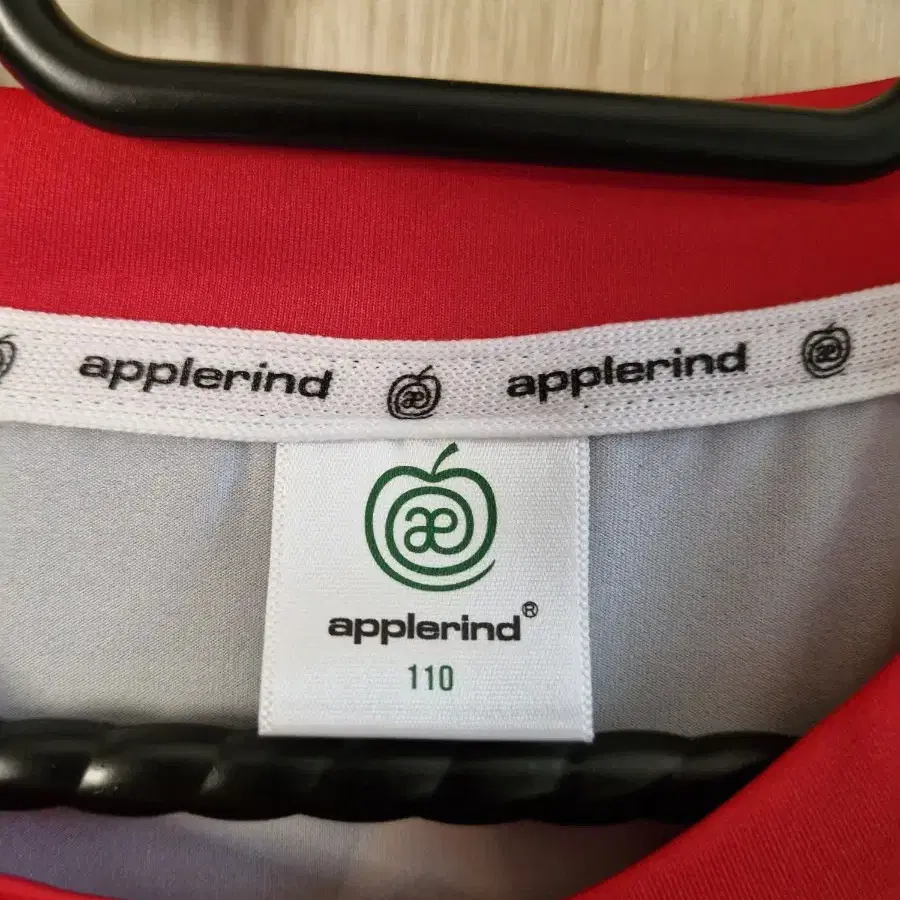 applerind æ applerind æ
æ
applerind®
110